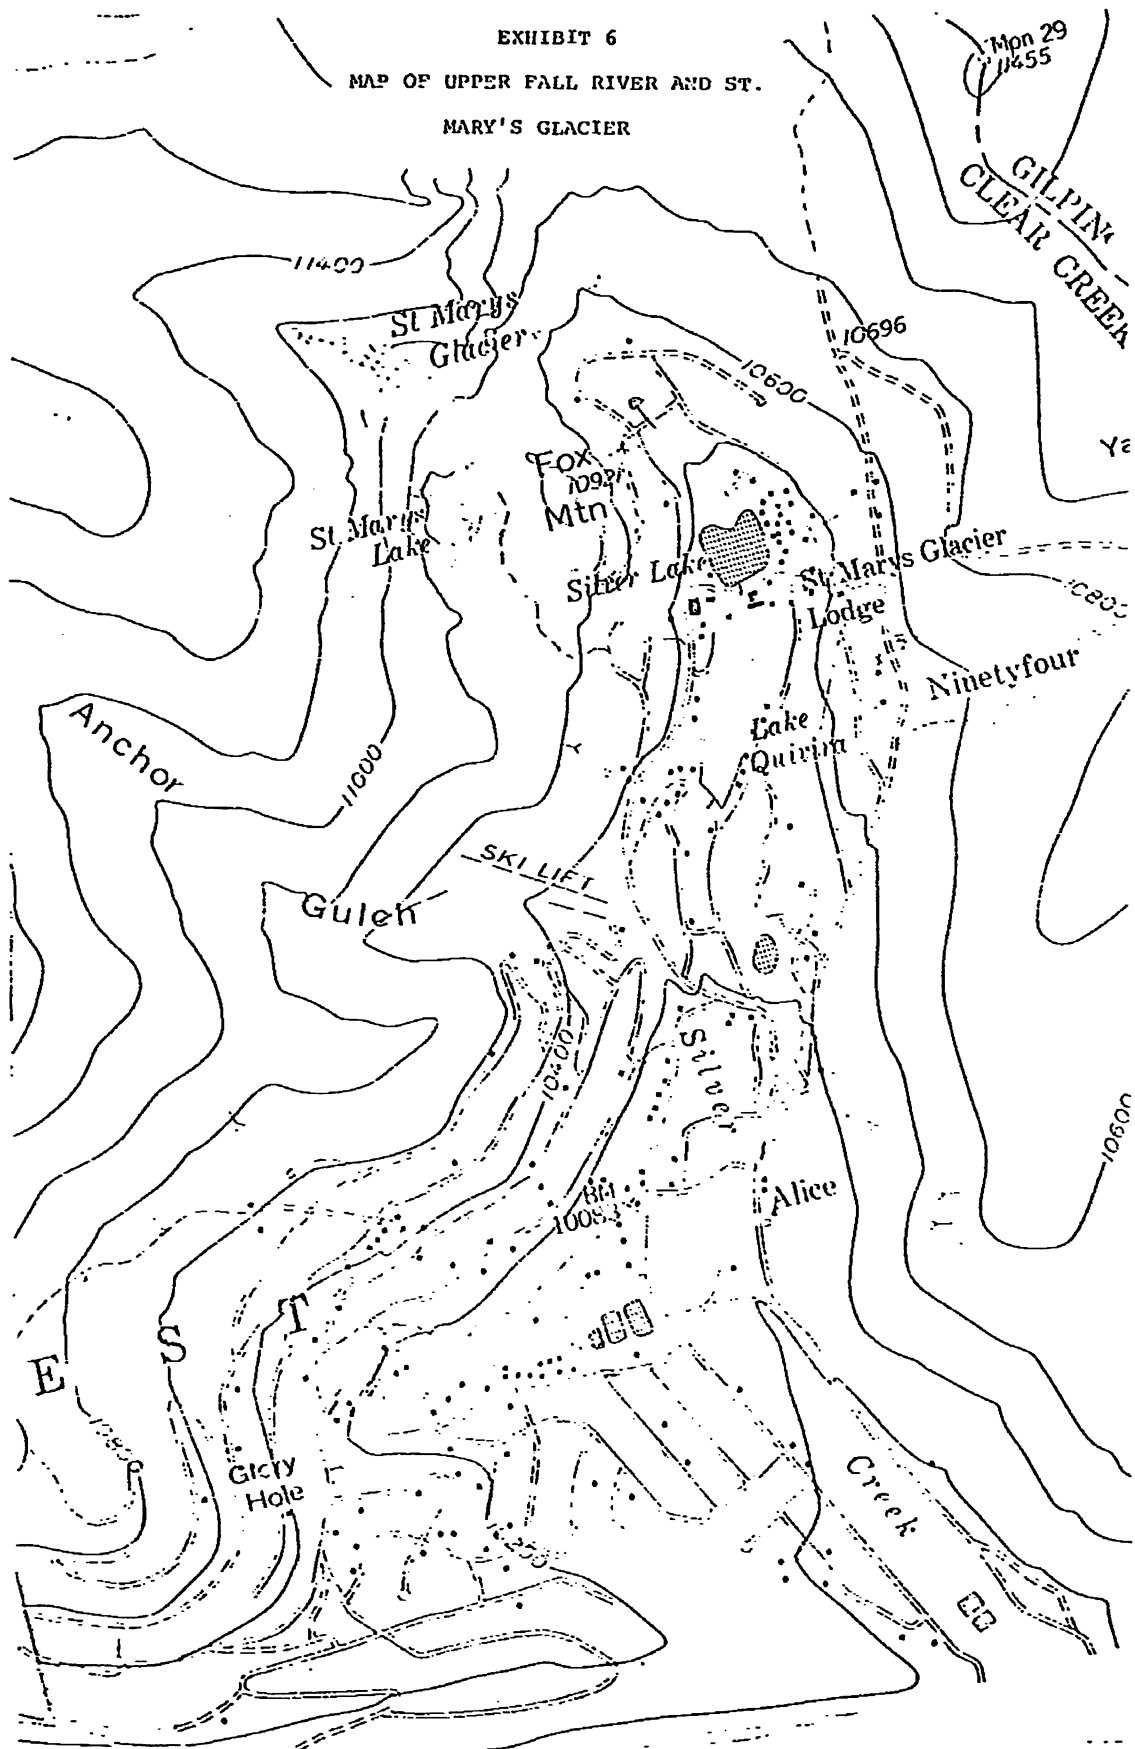 EXHIBIT 6
MAP OF UPPER FALL RIVER AND ST.
MARY'S GLACIER
Mon 29
11455
GILPIN
CLEAR CREEK
11400
St Marys
Glacier
10696
10600
Fox
Mtn
St Marys
Lake
Silver Lake
St Marys Glacier
Lodge
10800
Ninetyfour
Anchor
Lake
Quivira
11000
SKI LIFT
Gulch
10400
Silver
10600
BM
Alice
E S T
Glory
Hole
Creek